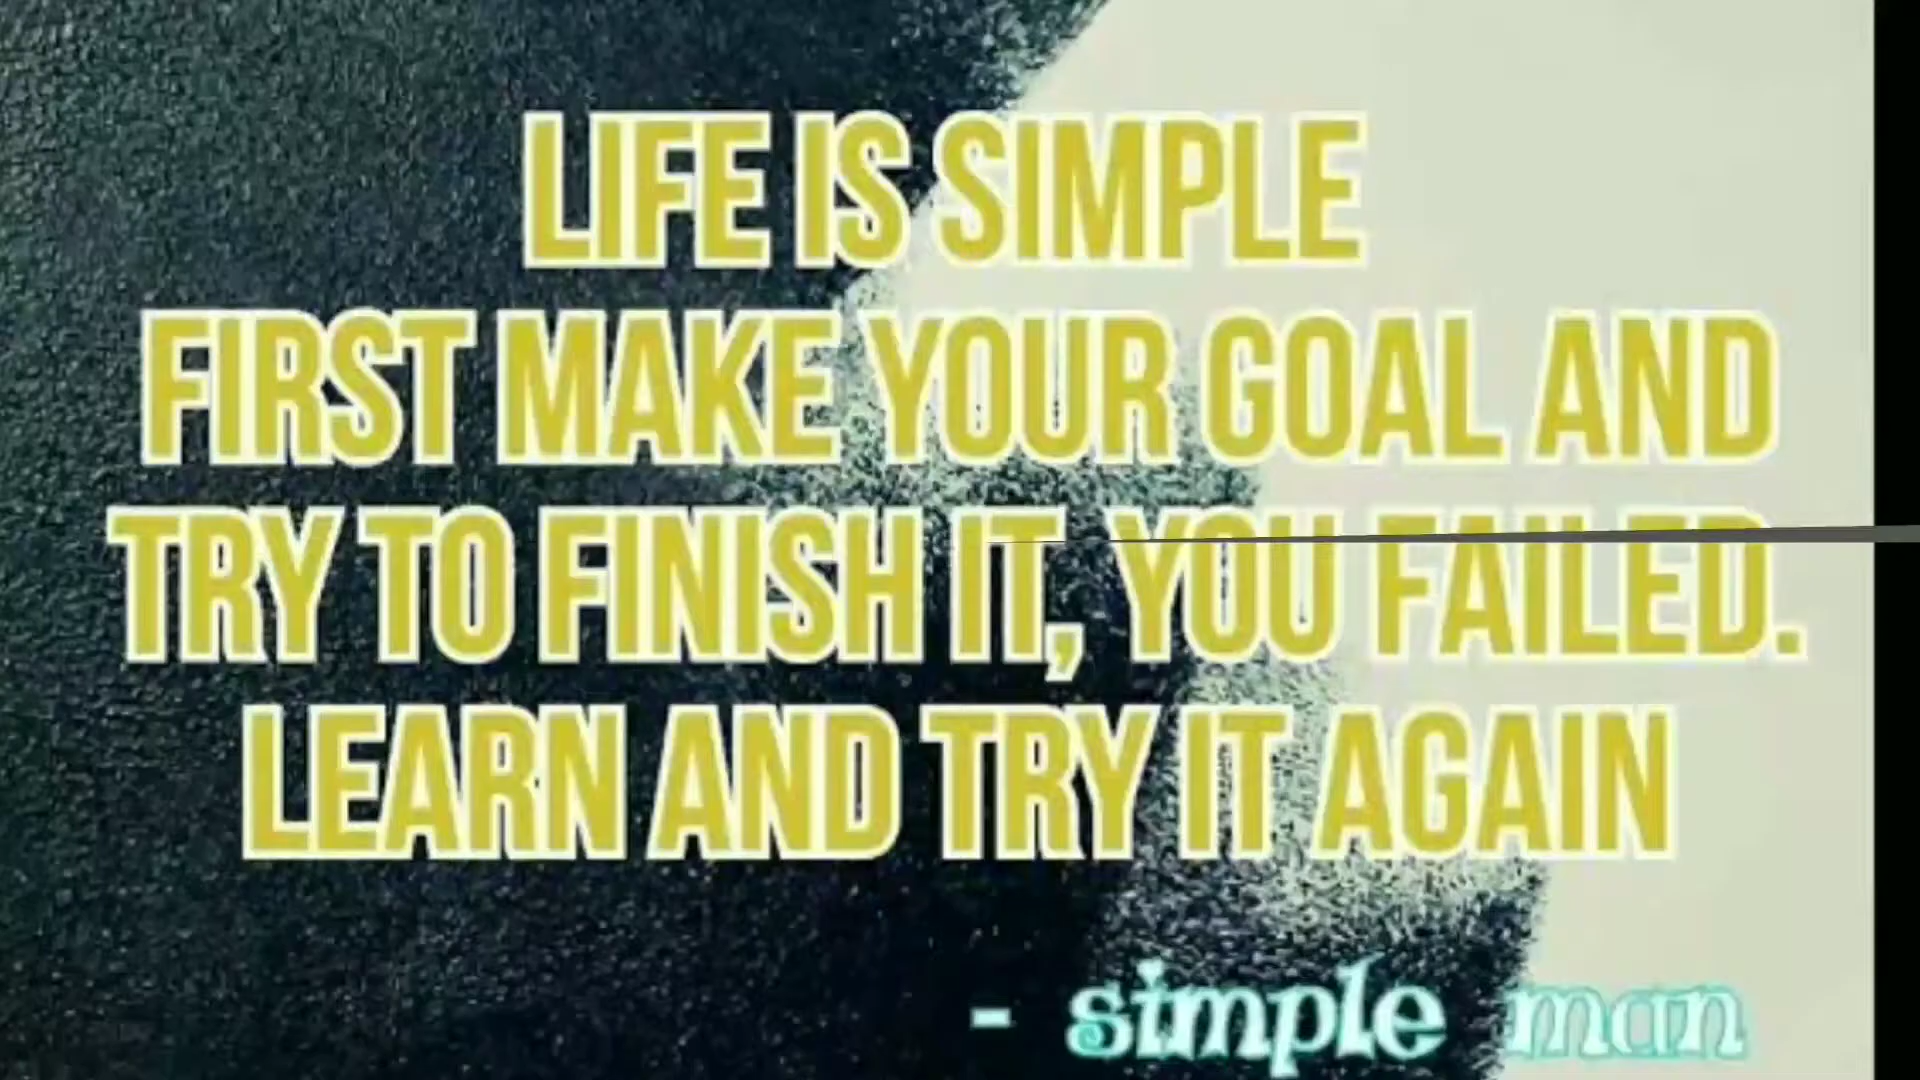 LIFE IS SIMPLE
FIRST MAKE YOUR GOAL AND
TRY TO FINISH IT, YOU FAILED.
LEARN AND TRY IT AGAIN
- simple man